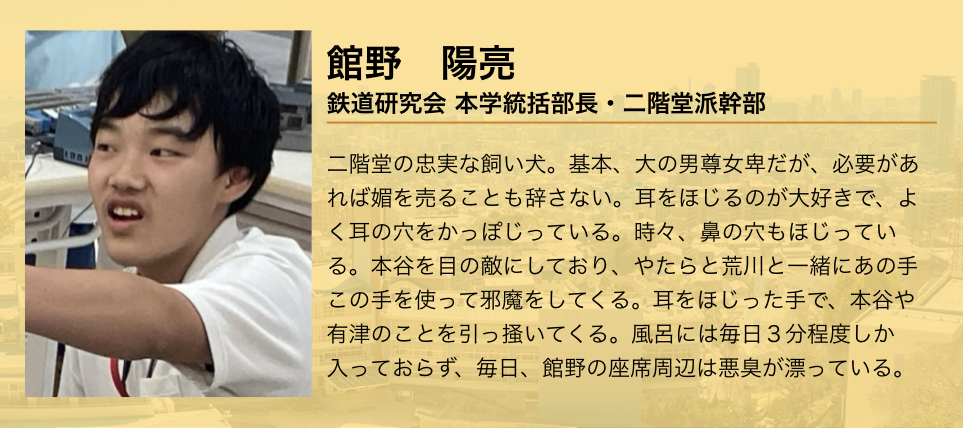 館野　陽亮
鉄道研究会 本学統括部長・二階堂派幹部
二階堂の忠実な飼い犬。基本、大の男尊女卑だが、必要があ
れば媚を売ることも辞さない。耳をほじるのが大好きで、よ
く耳の穴をかっぽじっている。時々、鼻の穴もほじってい
る。本谷を目の敵にしており、やたらと荒川と一緒にあの手
この手を使って邪魔をしてくる。耳をほじった手で、本谷や
有津のことを引っ掻いてくる。風呂には毎日３分程度しか
入っておらず、毎日、館野の座席周辺は悪臭が漂っている。